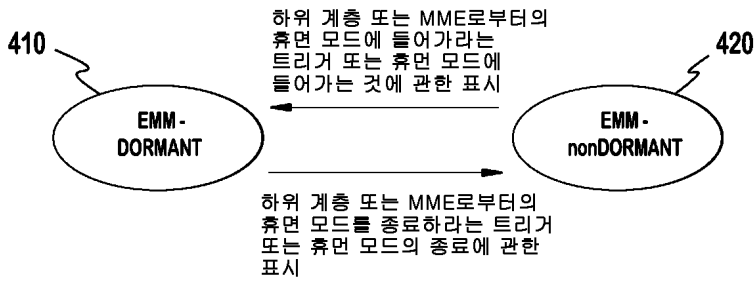 하위 계층 또는 MME로부터의
휴면 모드에 들어가라는
트리거 또는 휴먼 모드에
들어가는 것에 관한 표시
410
420
EMM -
DORMANT
EMM -
nonDORMANT
하위 계층 또는 MME로부터의
휴면 모드를 종료하라는 트리거
또는 휴먼 모드의 종료에 관한
표시